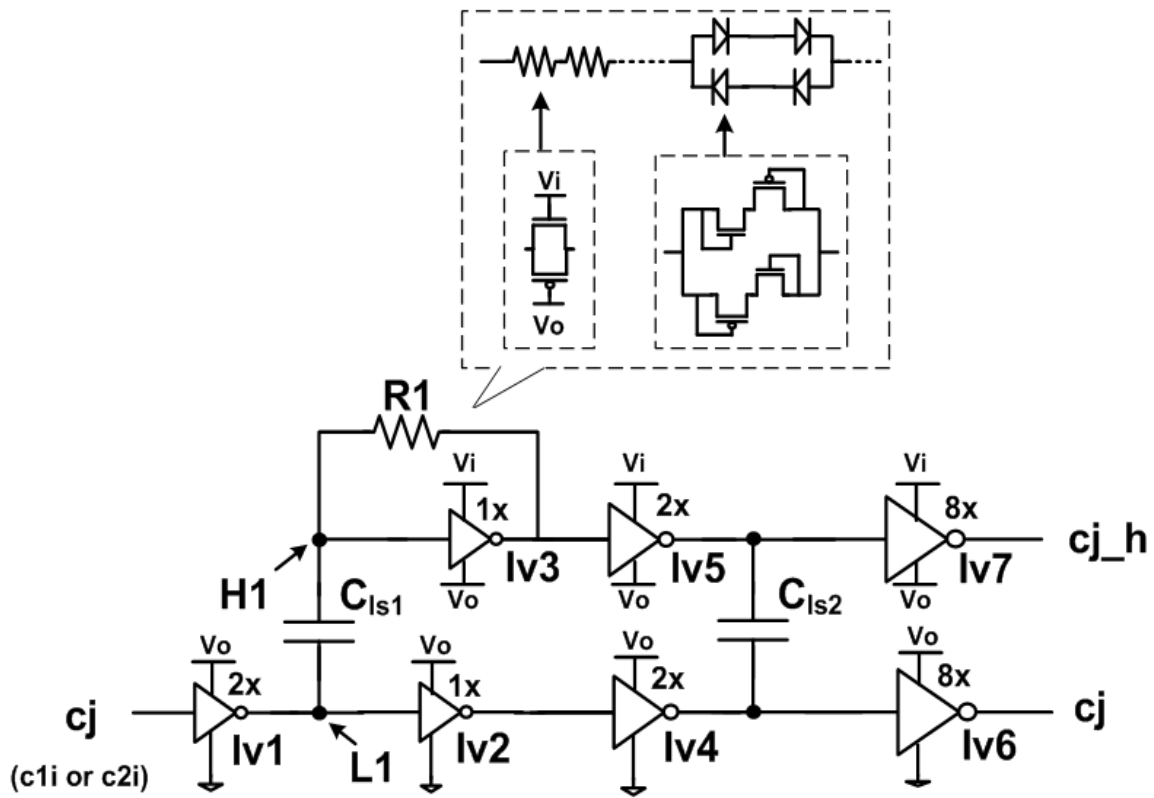 Vi
Vo
R1
Vi
1x
Iv3
Vo
Vi
2x
Iv5
Vo
Vi
8x
Iv7
Vo
cj_h
H1
Cls1
Cls2
cj
(c1i or c2i)
Vo
2x
Iv1
L1
Vo
1x
Iv2
Vo
2x
Iv4
Vo
8x
Iv6
cj